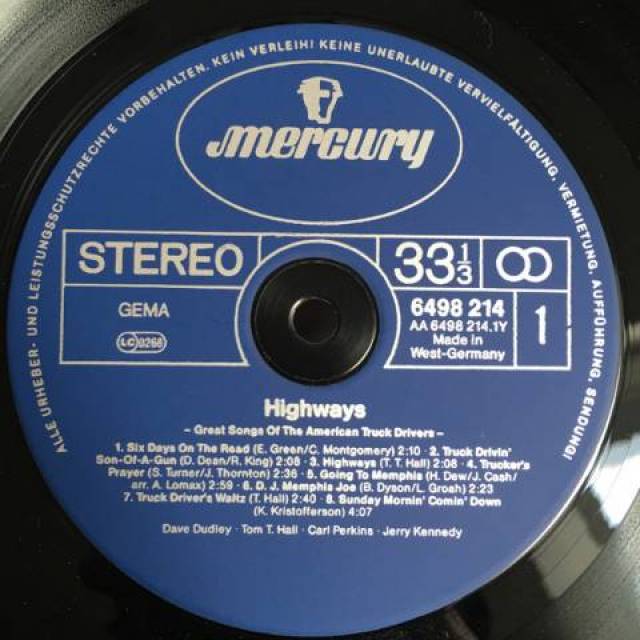 ALLE URHEBER- UND LEISTUNGSSCHUTZRECHTE VORBEHALTEN. KEIN VERLEIH! KEINE UNERLAUBTE VERVIELFÄLTIGUNG, VERMIETUNG, AUFFÜHRUNG, SENDUNG!
mercury
STEREO
33 1/3
GEMA
LC 0268
6498 214
AA 6498 214.1Y
Made in
West-Germany
1
Highways
– Great Songs Of The American Truck Drivers –
1. Six Days On The Road (E. Green/C. Montgomery) 2:10 · 2. Truck Drivin'
Son-Of-A-Gun (D. Dean/R. King) 2:08 · 3. Highways (T. T. Hall) 2:08 · 4. Trucker's
Prayer (S. Turner/J. Thornton) 2:36 · 5. Going To Memphis (H. Dew/J. Cash/
arr. A. Lomax) 2:59 · 6. D. J. Memphis Joe (B. Dyson/L. Groah) 2:23
7. Truck Driver's Waltz (T. Hall) 2:40 · 8. Sunday Mornin' Comin' Down
(K. Kristofferson) 4:07
Dave Dudley · Tom T. Hall · Carl Perkins · Jerry Kennedy